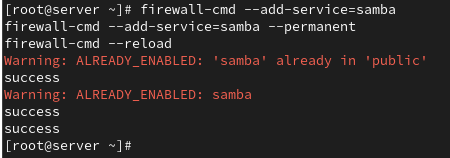 [root@server ~]# firewall-cmd --add-service=samba
firewall-cmd --add-service=samba --permanent
firewall-cmd --reload
Warning: ALREADY_ENABLED: 'samba' already in 'public'
success
Warning: ALREADY_ENABLED: samba
success
success
[root@server ~]#